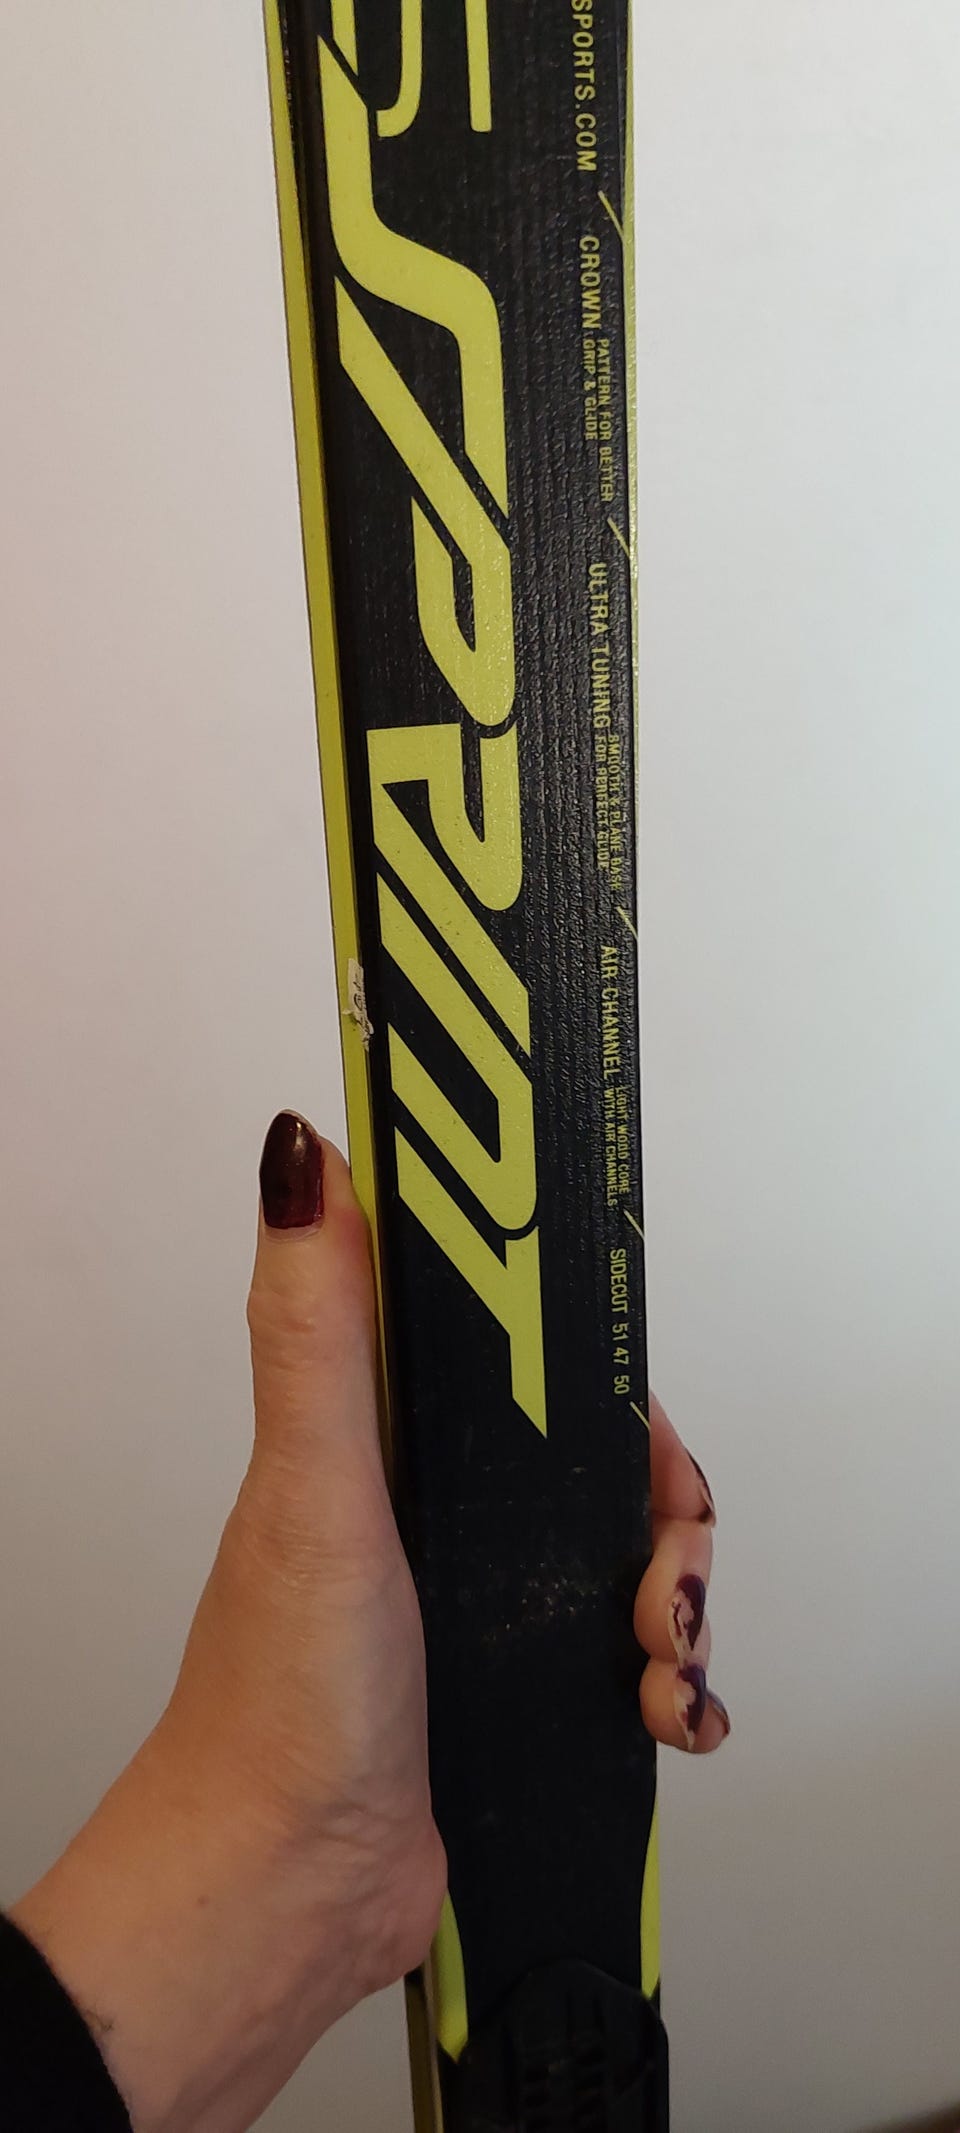 SPRINT
SPORTS.COM
CROWN PATTERN FOR BETTER
GRIP & GLIDE
ULTRA TUNING SMOOTH & PLANE BASE
FOR PERFECT GLIDE
AIR CHANNEL LIGHT WOOD CORE
WITH AIR CHANNELS
SIDECUT 51 47 50